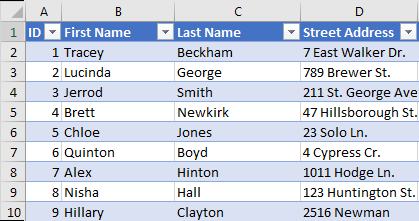 A B C D
1 ID First Name Last Name Street Address
2 1 Tracey Beckham 7 East Walker Dr.
3 2 Lucinda George 789 Brewer St.
4 3 Jerrod Smith 211 St. George Ave
5 4 Brett Newkirk 47 Hillsborough St.
6 5 Chloe Jones 23 Solo Ln.
7 6 Quinton Boyd 4 Cypress Cr.
8 7 Alex Hinton 1011 Hodge Ln.
9 8 Nisha Hall 123 Huntington St.
10 9 Hillary Clayton 2516 Newman